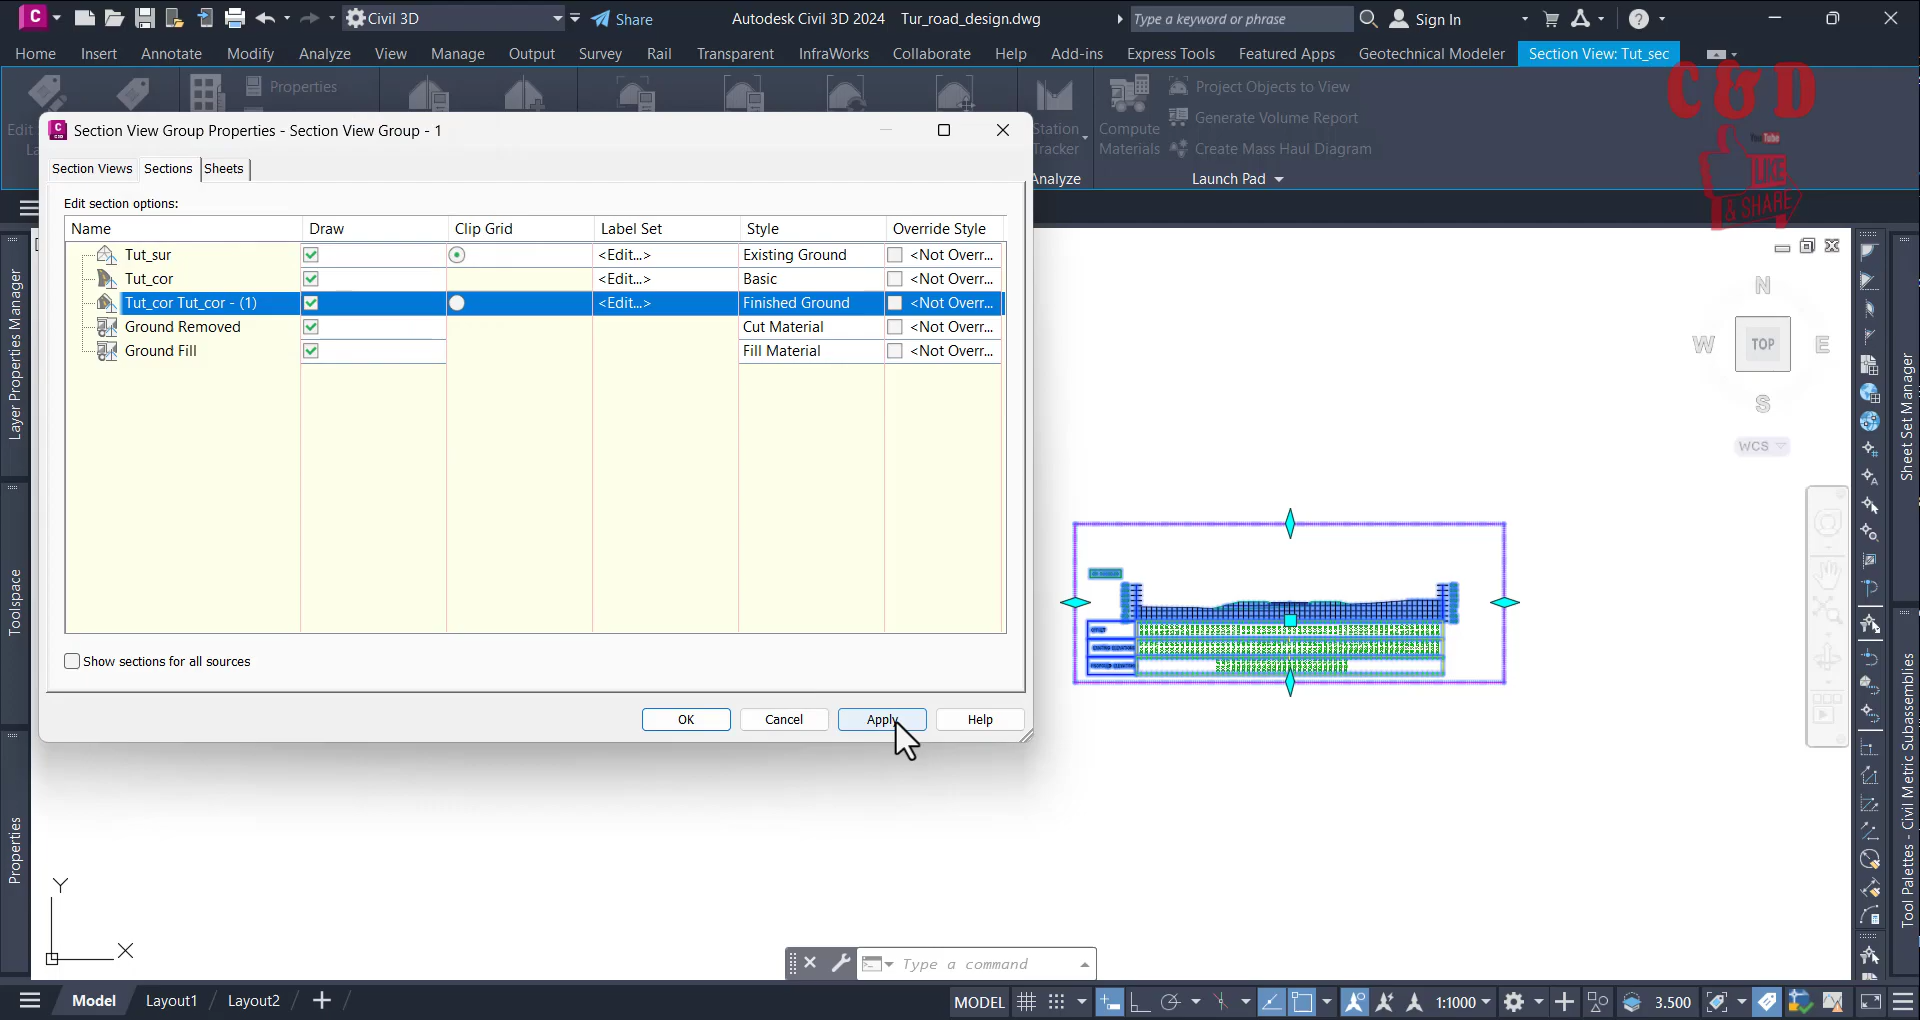 Civil 3D
Share
Autodesk Civil 3D 2024 Tur_road_design.dwg
Type a keyword or phrase
Sign In
Home Insert Annotate Modify Analyze View Manage Output Survey Rail Transparent InfraWorks Collaborate Help Add-ins Express Tools Featured Apps Geotechnical Modeler Section View: Tut_sec
C & D
YouTube
LIKE
& SHARE
Properties
Edit
Station
Tracker
Compute
Materials
Project Objects to View
Generate Volume Report
Create Mass Haul Diagram
Analyze
Launch Pad
Section View Group Properties - Section View Group - 1
Section Views Sections Sheets
Edit section options:
Name Draw Clip Grid Label Set Style Override Style
Tut_sur <Edit...> Existing Ground <Not Overr...
Tut_cor <Edit...> Basic <Not Overr...
Tut_cor Tut_cor - (1) <Edit...> Finished Ground <Not Overr...
Ground Removed Cut Material <Not Overr...
Ground Fill Fill Material <Not Overr...
Show sections for all sources
OK Cancel Apply Help
Layer Properties Manager
Toolspace
Properties
N
W TOP E
S
WCS
Sheet Set Manager
Tool Palettes - Civil Metric Subassemblies
Y
X
Type a command
Model Layout1 Layout2
MODEL 1:1000 3.500